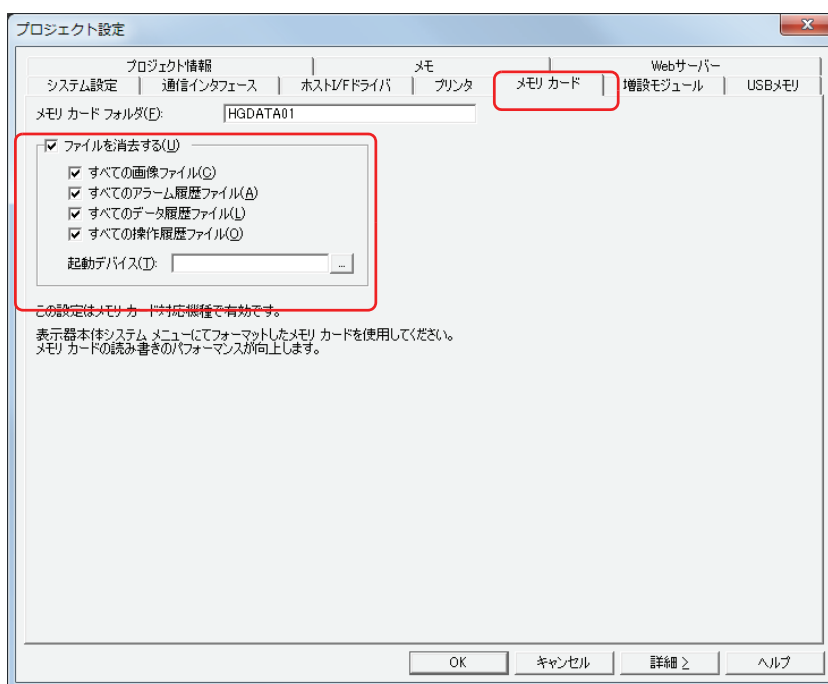 プロジェクト設定
プロジェクト情報 メモ Webサーバー
システム設定 通信インタフェース ホストI/Fドライバ プリンタ メモリ カード 増設モジュール USBメモリ
メモリ カード フォルダ(F): HGDATA01
ファイルを消去する(U)
すべての画像ファイル(C)
すべてのアラーム履歴ファイル(A)
すべてのデータ履歴ファイル(L)
すべての操作履歴ファイル(O)
起動デバイス(T): ...
この設定はメモリ カード対応機種で有効です。
表示器本体システム メニューにてフォーマットしたメモリ カードを使用してください。
メモリ カードの読み書きのパフォーマンスが向上します。
OK キャンセル 詳細 > ヘルプ